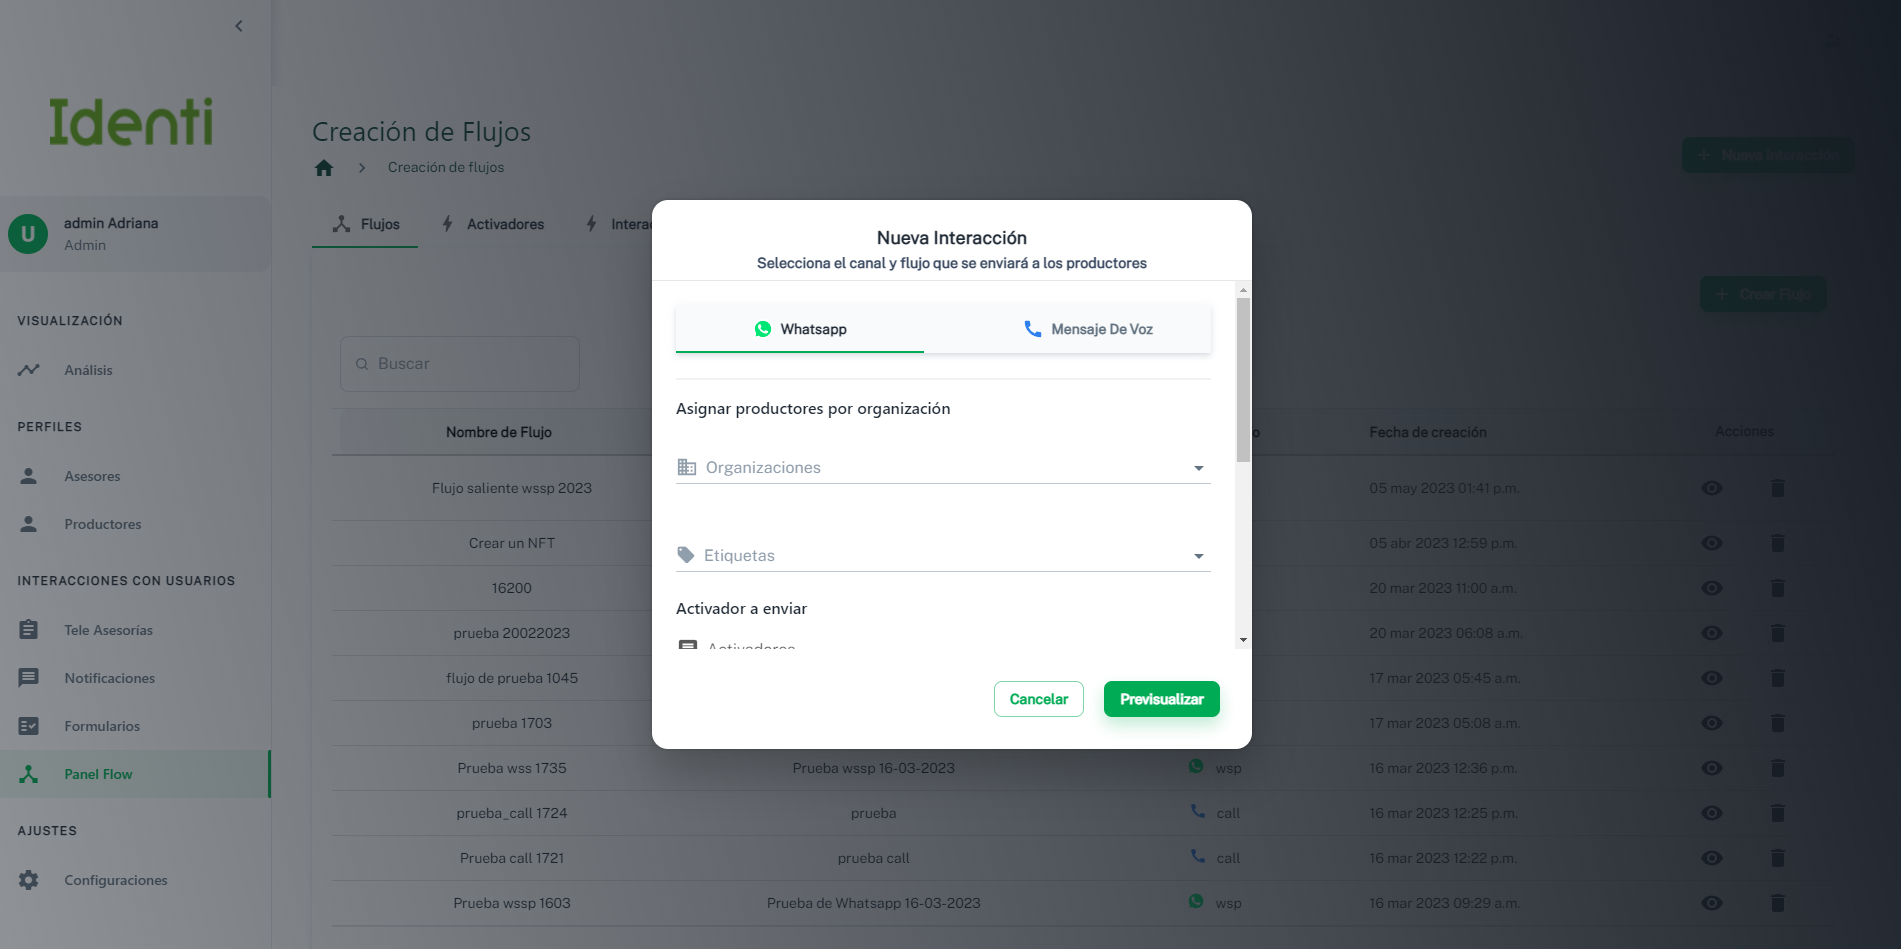 Identi
admin Adriana
Admin
VISUALIZACIÓN
Análisis
PERFILES
Asesores
Productores
INTERACCIONES CON USUARIOS
Tele Asesorías
Notificaciones
Formularios
Panel Flow
AJUSTES
Configuraciones
Creación de Flujos
Creación de flujos
+ Nueva Interacción
Flujos Activadores
+ Crear Flujo
Buscar
Nombre de Flujo Fecha de creación Acciones
Flujo saliente wssp 2023 05 may 2023 01:41 p.m.
Crear un NFT 05 abr 2023 12:59 p.m.
16200 20 mar 2023 11:00 a.m.
prueba 20022023 20 mar 2023 06:08 a.m.
flujo de prueba 1045 17 mar 2023 05:45 a.m.
prueba 1703 17 mar 2023 05:08 a.m.
Prueba wss 1735 Prueba wssp 16-03-2023 wsp 16 mar 2023 12:36 p.m.
prueba_call 1724 prueba call 16 mar 2023 12:25 p.m.
Prueba call 1721 prueba call call 16 mar 2023 12:22 p.m.
Prueba wssp 1603 Prueba de Whatsapp 16-03-2023 wsp 16 mar 2023 09:29 a.m.
Nueva Interacción
Selecciona el canal y flujo que se enviará a los productores
Whatsapp Mensaje De Voz
Asignar productores por organización
Organizaciones
Etiquetas
Activador a enviar
Activadores
Cancelar Previsualizar